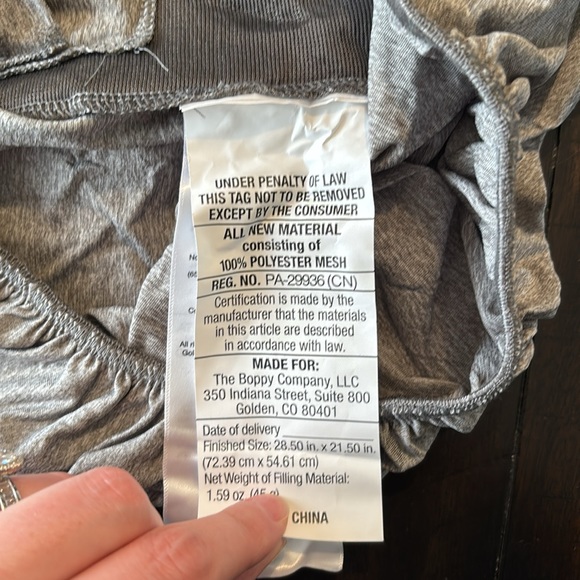 UNDER PENALTY OF LAW
THIS TAG NOT TO BE REMOVED
EXCEPT BY THE CONSUMER
ALL NEW MATERIAL
consisting of
100% POLYESTER MESH
REG. NO. PA-29936 (CN)
Certification is made by the
manufacturer that the materials
in this article are described
in accordance with law.
MADE FOR:
The Boppy Company, LLC
350 Indiana Street, Suite 800
Golden, CO 80401
Date of delivery
Finished Size: 28.50 in. x 21.50 in.
(72.39 cm x 54.61 cm)
Net Weight of Filling Material:
1.59 oz. (45 g)
CHINA